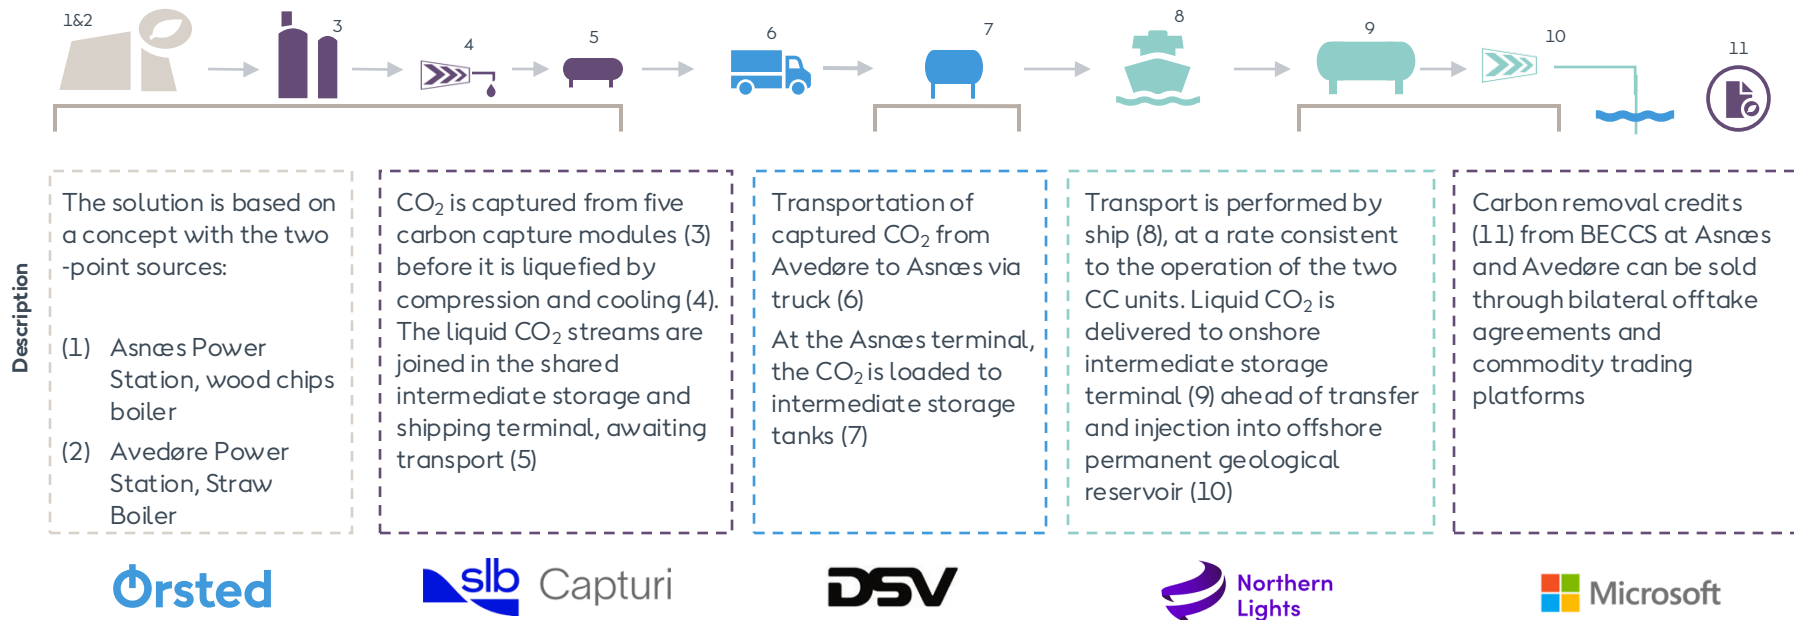 1&2
3
4
5
6
7
8
9
10
11
Description
The solution is based on
a concept with the two
-point sources:
(1) Asnæs Power
Station, wood chips
boiler
(2) Avedøre Power
Station, Straw
Boiler
CO₂ is captured from five
carbon capture modules (3)
before it is liquefied by
compression and cooling (4).
The liquid CO₂ streams are
joined in the shared
intermediate storage and
shipping terminal, awaiting
transport (5)
Transportation of
captured CO₂ from
Avedøre to Asnæs via
truck (6)
At the Asnæs terminal,
the CO₂ is loaded to
intermediate storage
tanks (7)
Transport is performed by
ship (8), at a rate consistent
to the operation of the two
CC units. Liquid CO₂ is
delivered to onshore
intermediate storage
terminal (9) ahead of transfer
and injection into offshore
permanent geological
reservoir (10)
Carbon removal credits
(11) from BECCS at Asnæs
and Avedøre can be sold
through bilateral offtake
agreements and
commodity trading
platforms
Ørsted
slb Capturi
DSV
Northern
Lights
Microsoft